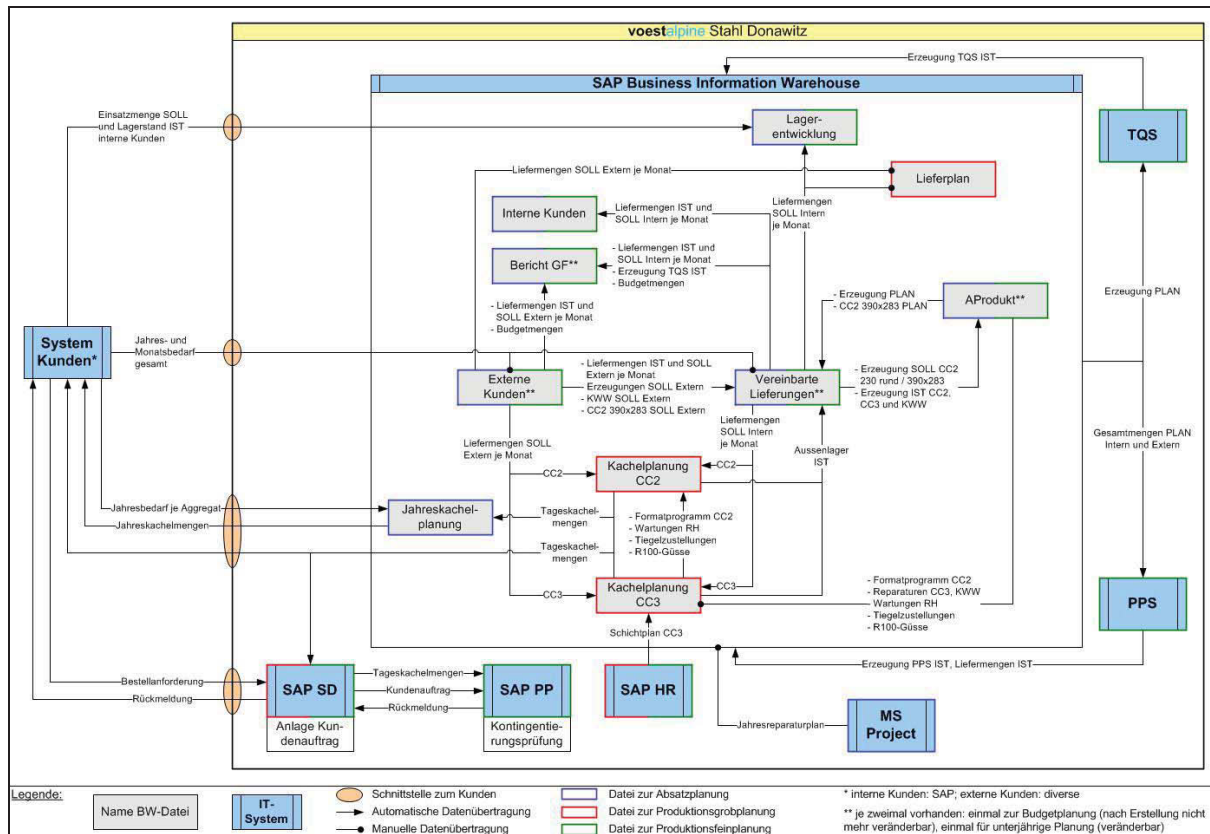 voestalpine Stahl Donawitz
Erzeugung TQS IST
SAP Business Information Warehouse
Einsatzmenge SOLL
und Lagerstand IST
interne Kunden
Lager-
entwicklung
TQS
Liefermengen SOLL Extern je Monat
Lieferplan
Liefermengen
SOLL Intern
je Monat
Interne Kunden
Liefermengen IST und
SOLL Intern je Monat
Bericht GF**
- Liefermengen IST und
SOLL Intern je Monat
- Erzeugung TQS IST
- Budgetmengen
- Liefermengen IST und
SOLL Extern je Monat
- Budgetmengen
- Erzeugung PLAN
- CC2 390x283 PLAN
AProdukt**
Erzeugung PLAN
System
Kunden*
Jahres- und
Monatsbedarf
gesamt
Externe
Kunden**
- Liefermengen IST und SOLL
Extern je Monat
- Erzeugungen SOLL Extern
- KWW SOLL Extern
- CC2 390x283 SOLL Extern
Vereinbarte
Lieferungen**
- Erzeugung SOLL CC2
230 rund / 390x283
- Erzeugung IST CC2,
CC3 und KWW
Liefermengen SOLL
Extern je Monat
Liefermengen
SOLL Intern
je Monat
Aussenlager
IST
Gesamtmengen PLAN
Intern und Extern
CC2
Kachelplanung
CC2
CC2
Jahresbedarf je Aggregat
Jahreskachelmengen
Jahreskachel-
planung
Tageskachel-
mengen
Tageskachel-
mengen
- Formatprogramm CC2
- Wartungen RH
- Tiegelzustellungen
- R100-Güsse
CC3
Kachelplanung
CC3
CC3
- Formatprogramm CC2
- Reparaturen CC3, KWW
Wartungen RH
- Tiegelzustellungen
- R100-Güsse
PPS
Schichtplan CC3
Erzeugung PPS IST, Liefermengen IST
Bestellanforderung
Rückmeldung
SAP SD
Anlage Kun-
denauftrag
Tageskachelmengen
Kundenauftrag
Rückmeldung
SAP PP
Kontingentie-
rungsprüfung
SAP HR
Jahresreparaturplan
MS
Project
Legende:
Name BW-Datei
IT-
System
Schnittstelle zum Kunden
Automatische Datenübertragung
Manuelle Datenübertragung
Datei zur Absatzplanung
Datei zur Produktionsgrobplanung
Datei zur Produktionsfeinplanung
* interne Kunden: SAP; externe Kunden: diverse
** je zweimal vorhanden: einmal zur Budgetplanung (nach Erstellung nicht
mehr veränderbar), einmal für unterjährige Planung (veränderbar)